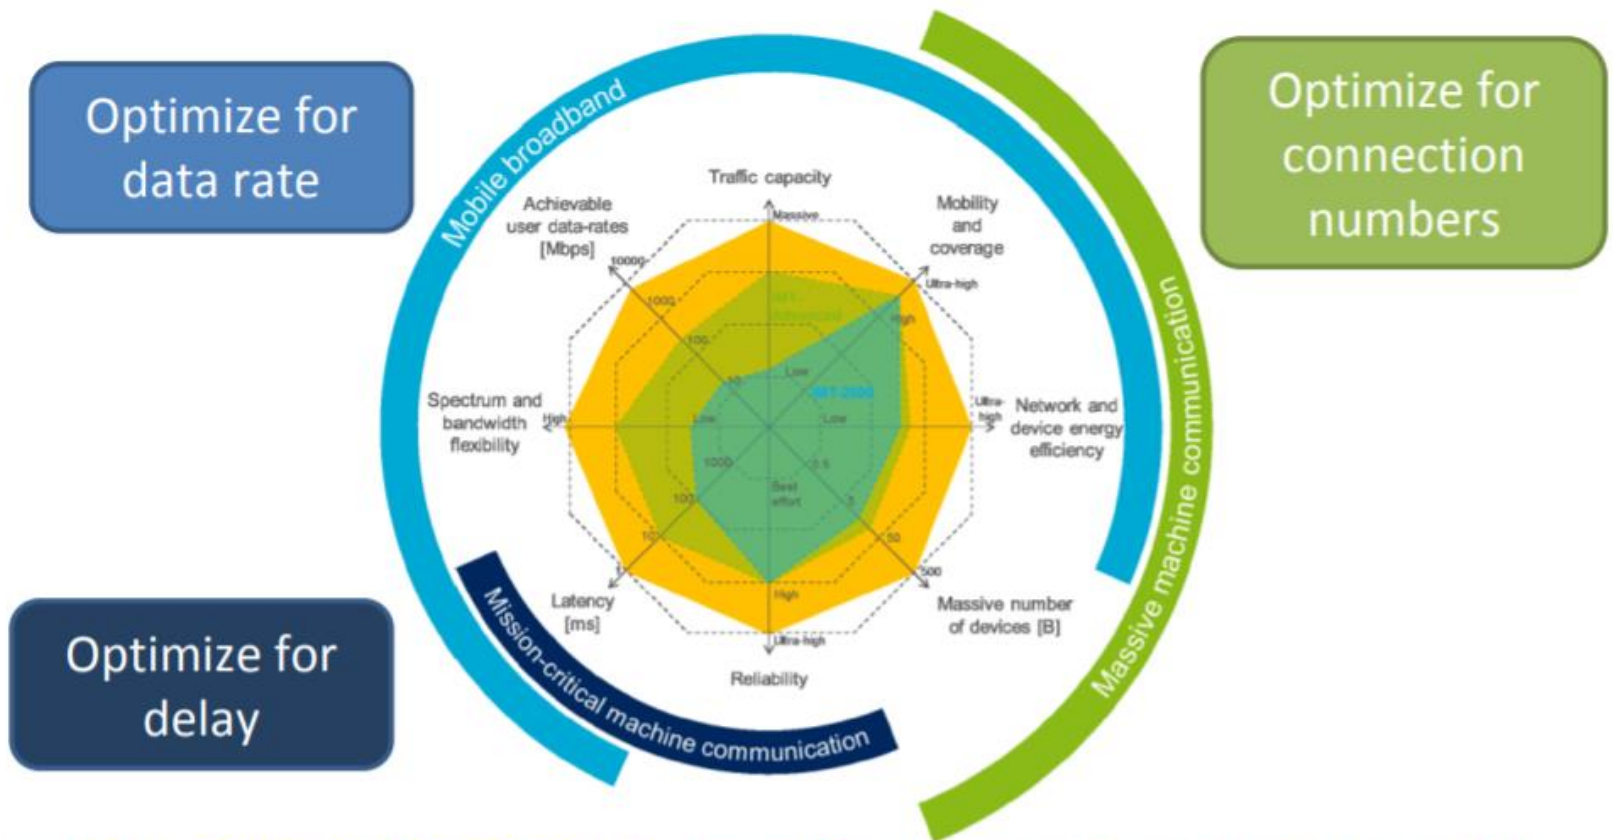 Optimize for
data rate
Optimize for
connection
numbers
Optimize for
delay
Mobile broadband
Massive machine communication
Mission-critical machine communication
Traffic capacity
Massive
Low
Achievable
user data-rates
[Mbps]
10000
1000
100
10
Mobility
and
coverage
Ultra-high
High
IMT-
Advanced
IMT-2000
Spectrum and
bandwidth
flexibility
High
Low
Low
Ultra-
high
Network and
device energy
efficiency
1000
100
10
1
Latency
[ms]
Best
effort
High
Ultra-high
Reliability
5
50
500
Massive number
of devices [B]